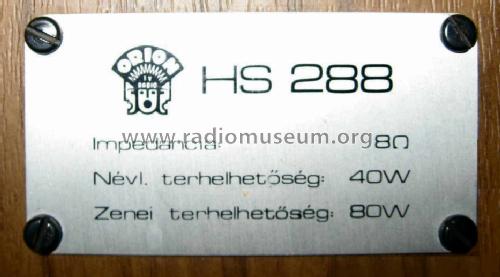 ORION
HS 288
Impedancia: 8Ω
www.radiomuseum.org
Névl. terhelhetőség: 40W
Zenei terhelhetőség: 80W